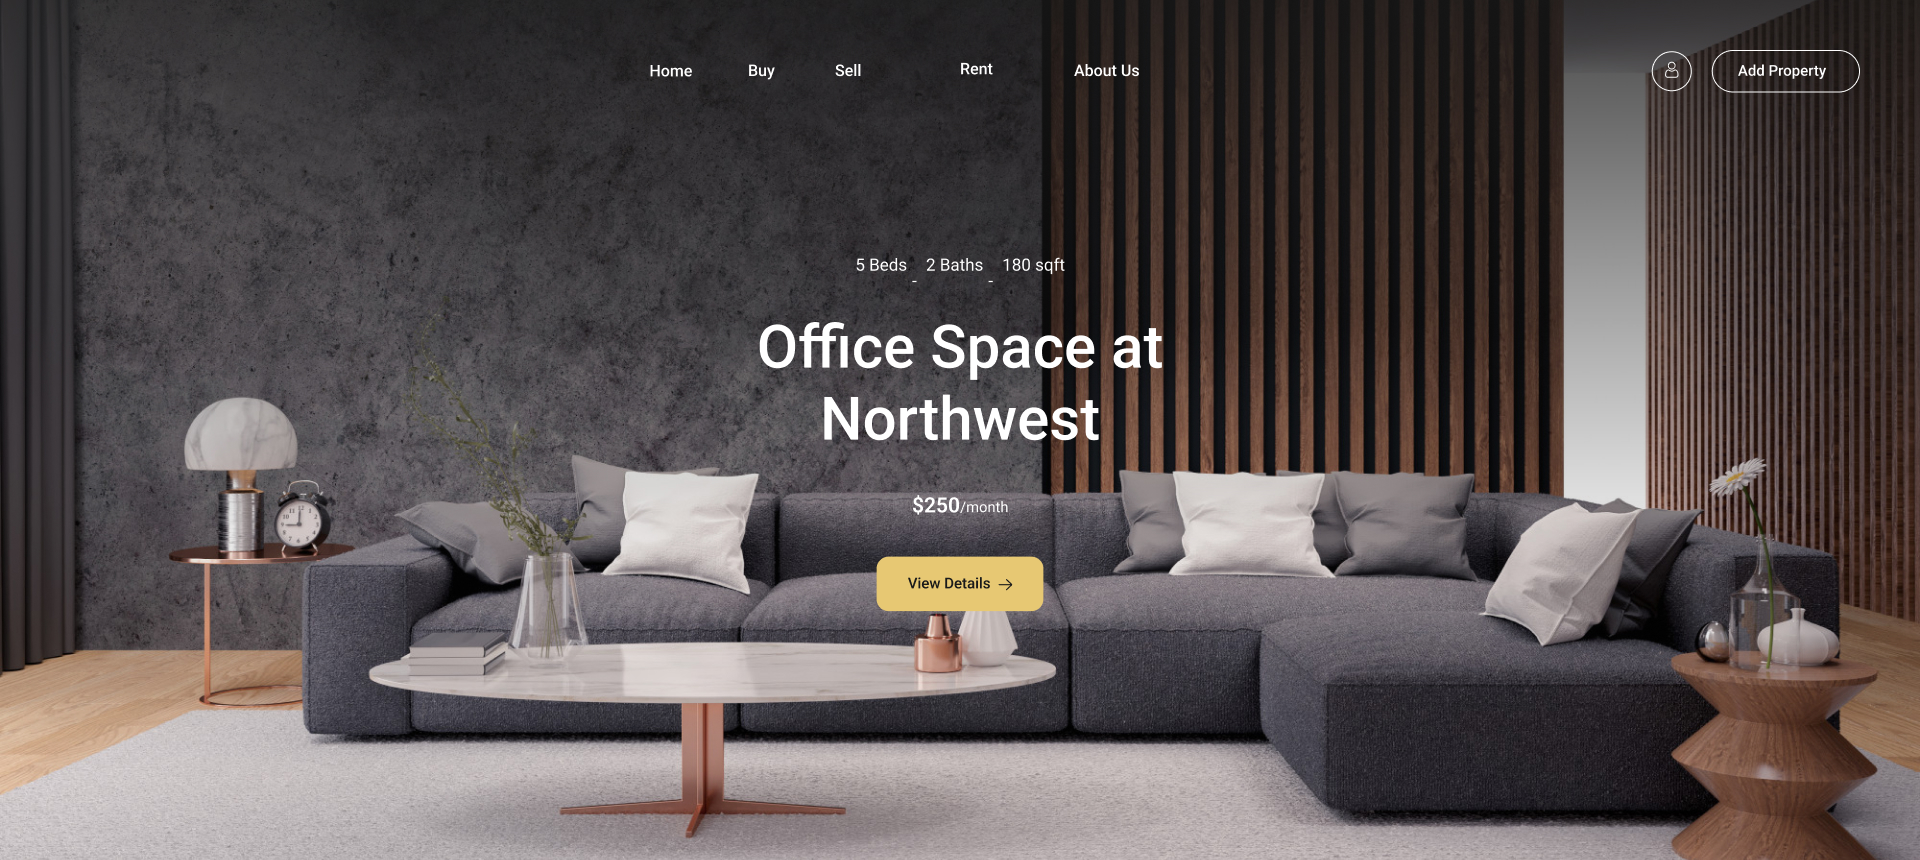 Home Buy Sell Rent About Us Add Property
5 Beds - 2 Baths - 180 sqft
Office Space at
Northwest
$250/month
View Details →